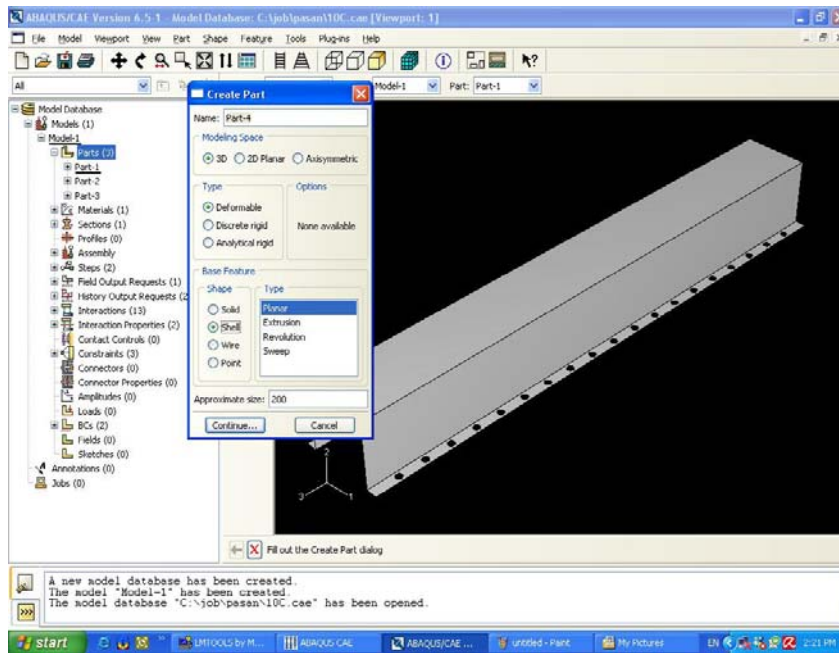 ABAQUS/CAE Version 6.5-1 - Model Database: C:\job\pasan\10C.cae [Viewport: 1]
File Model Viewport View Part Shape Feature Tools Plug-ins Help
All Model-1 Part: Part-1
Model Database
Models (1)
Model-1
Parts (3)
Part-1
Part-2
Part-3
Materials (1)
Sections (1)
Profiles (0)
Assembly
Steps (2)
Field Output Requests (1)
History Output Requests (2
Interactions (13)
Interaction Properties (2)
Contact Controls (0)
Constraints (3)
Connectors (0)
Connector Properties (0)
Amplitudes (0)
Loads (0)
BCs (2)
Fields (0)
Sketches (0)
Annotations (0)
Jobs (0)
Create Part
Name: Part-4
Modeling Space
3D 2D Planar Axisymmetric
Type Options
Deformable
Discrete rigid None available
Analytical rigid
Base Feature
Shape Type
Solid Planar
Shell Extrusion
Wire Revolution
Point Sweep
Approximate size: 200
Continue... Cancel
2
3 1
Fill out the Create Part dialog
A new model database has been created.
The model "Model-1" has been created.
The model database "C:\job\pasan\10C.cae" has been opened.
start LMTOOLS by M... ABAQUS CAE ABAQUS/CAE ... untitled - Paint My Pictures EN 2:21 PM